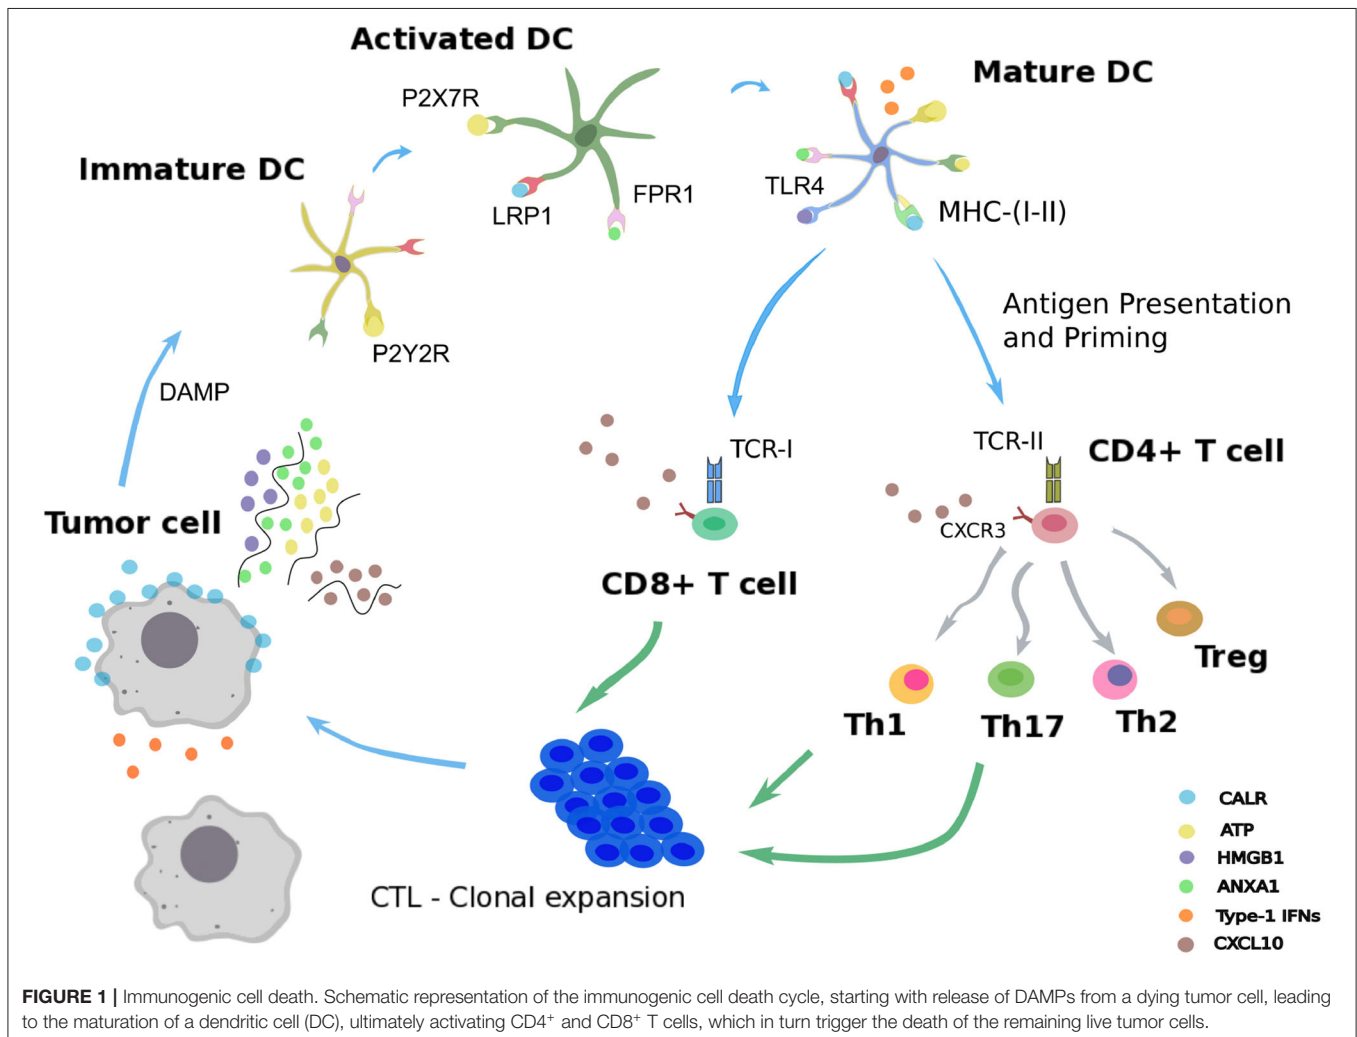 Activated DC
P2X7R
Mature DC
Immature DC
LRP1
FPR1
TLR4
MHC-(I-II)
P2Y2R
DAMP
Antigen Presentation
and Priming
TCR-I
TCR-II
CD4+ T cell
Tumor cell
CXCR3
CD8+ T cell
Treg
Th1
Th17
Th2
CALR
ATP
HMGB1
ANXA1
Type-1 IFNs
CXCL10
CTL - Clonal expansion
FIGURE 1 | Immunogenic cell death. Schematic representation of the immunogenic cell death cycle, starting with release of DAMPs from a dying tumor cell, leading
to the maturation of a dendritic cell (DC), ultimately activating CD4⁺ and CD8⁺ T cells, which in turn trigger the death of the remaining live tumor cells.